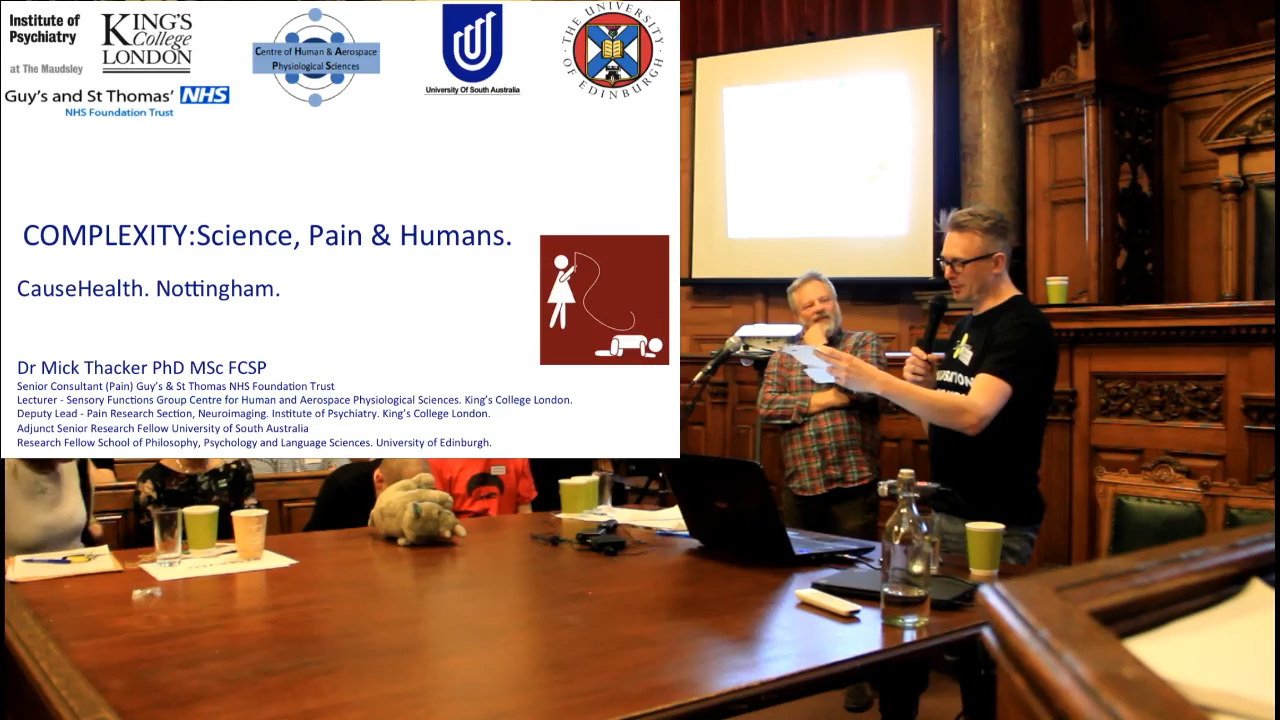 Institute of
Psychiatry
at The Maudsley
KING'S
College
LONDON
Guy's and St Thomas' NHS
NHS Foundation Trust
Centre of Human & Aerospace
Physiological Sciences
University Of South Australia
THE UNIVERSITY
OF EDINBURGH
COMPLEXITY:Science, Pain & Humans.
CauseHealth. Nottingham.
Dr Mick Thacker PhD MSc FCSP
Senior Consultant (Pain) Guy's & St Thomas NHS Foundation Trust
Lecturer - Sensory Functions Group Centre for Human and Aerospace Physiological Sciences. King's College London.
Deputy Lead - Pain Research Section, Neuroimaging. Institute of Psychiatry. King's College London.
Adjunct Senior Research Fellow University of South Australia
Research Fellow School of Philosophy, Psychology and Language Sciences. University of Edinburgh.